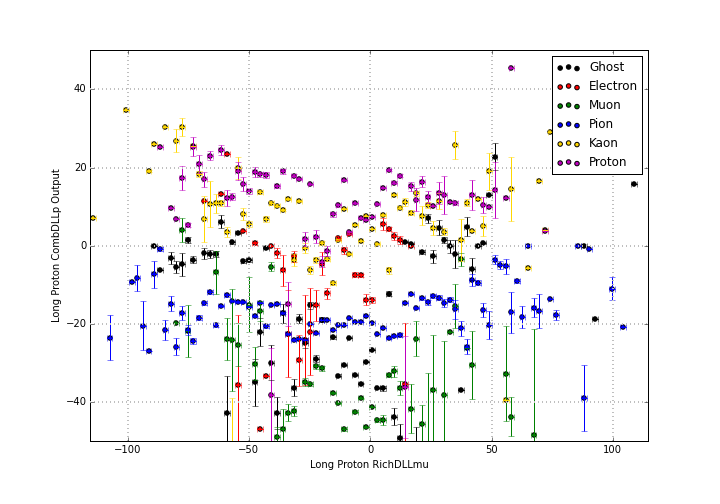 Ghost
Electron
Muon
Pion
Kaon
Proton
40
20
0
−20
−40
−100
−50
0
50
100
Long Proton CombDLLp Output
Long Proton RichDLLmu